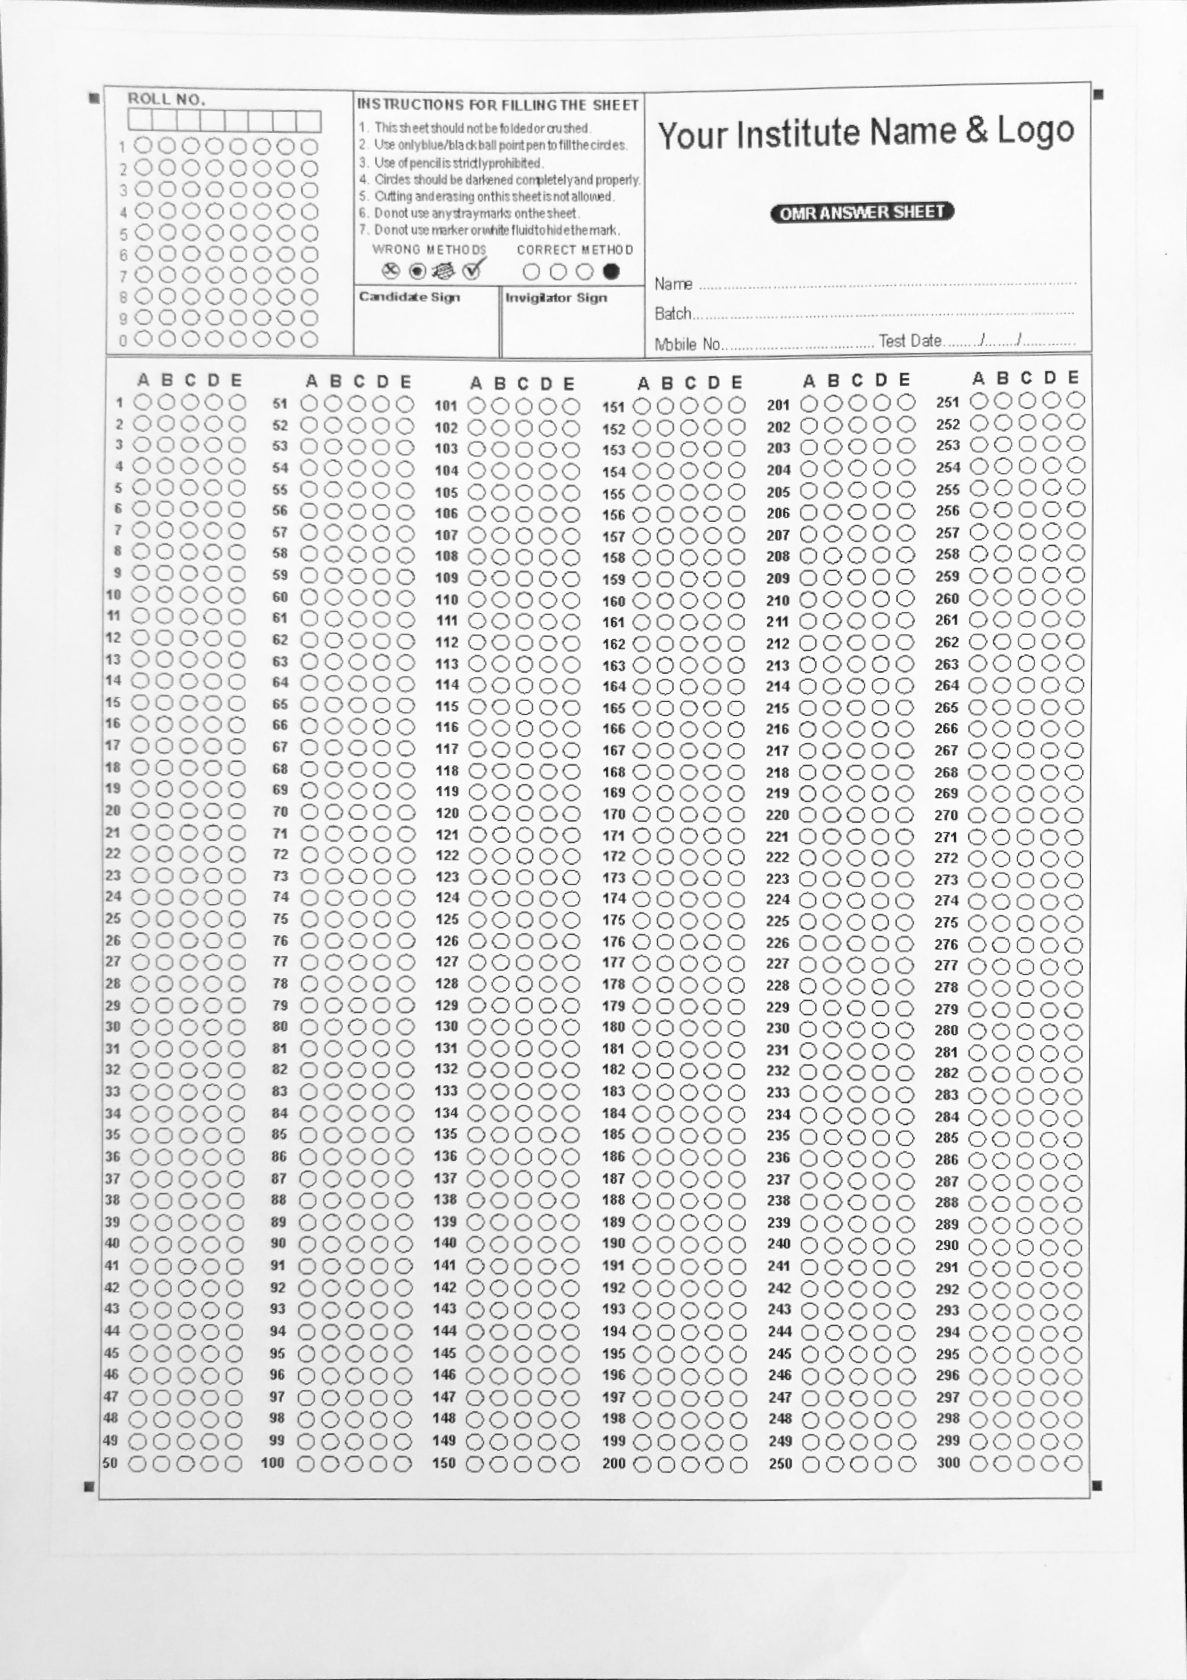 ROLL NO.
1
2
3
4
5
6
7
8
9
0
INSTRUCTIONS FOR FILLING THE SHEET
1. This sheet should not be folded or crushed.
2. Use only blue/black ball point pen to fill the circles.
3. Use of pencil is strictly prohibited.
4. Circles should be darkened completely and properly.
5. Cutting and erasing on this sheet is not allowed.
6. Do not use any stray marks on the sheet.
7. Do not use marker or white fluid to hide the mark.
WRONG METHODS CORRECT METHOD
Candidate Sign Invigilator Sign
Your Institute Name & Logo
OMR ANSWER SHEET
Name
Batch
Mobile No. Test Date ......../......./............
A B C D E A B C D E A B C D E A B C D E A B C D E A B C D E
1 51 101 151 201 251
2 52 102 152 202 252
3 53 103 153 203 253
4 54 104 154 204 254
5 55 105 155 205 255
6 56 106 156 206 256
7 57 107 157 207 257
8 58 108 158 208 258
9 59 109 159 209 259
10 60 110 160 210 260
11 61 111 161 211 261
12 62 112 162 212 262
13 63 113 163 213 263
14 64 114 164 214 264
15 65 115 165 215 265
16 66 116 166 216 266
17 67 117 167 217 267
18 68 118 168 218 268
19 69 119 169 219 269
20 70 120 170 220 270
21 71 121 171 221 271
22 72 122 172 222 272
23 73 123 173 223 273
24 74 124 174 224 274
25 75 125 175 225 275
26 76 126 176 226 276
27 77 127 177 227 277
28 78 128 178 228 278
29 79 129 179 229 279
30 80 130 180 230 280
31 81 131 181 231 281
32 82 132 182 232 282
33 83 133 183 233 283
34 84 134 184 234 284
35 85 135 185 235 285
36 86 136 186 236 286
37 87 137 187 237 287
38 88 138 188 238 288
39 89 139 189 239 289
40 90 140 190 240 290
41 91 141 191 241 291
42 92 142 192 242 292
43 93 143 193 243 293
44 94 144 194 244 294
45 95 145 195 245 295
46 96 146 196 246 296
47 97 147 197 247 297
48 98 148 198 248 298
49 99 149 199 249 299
50 100 150 200 250 300